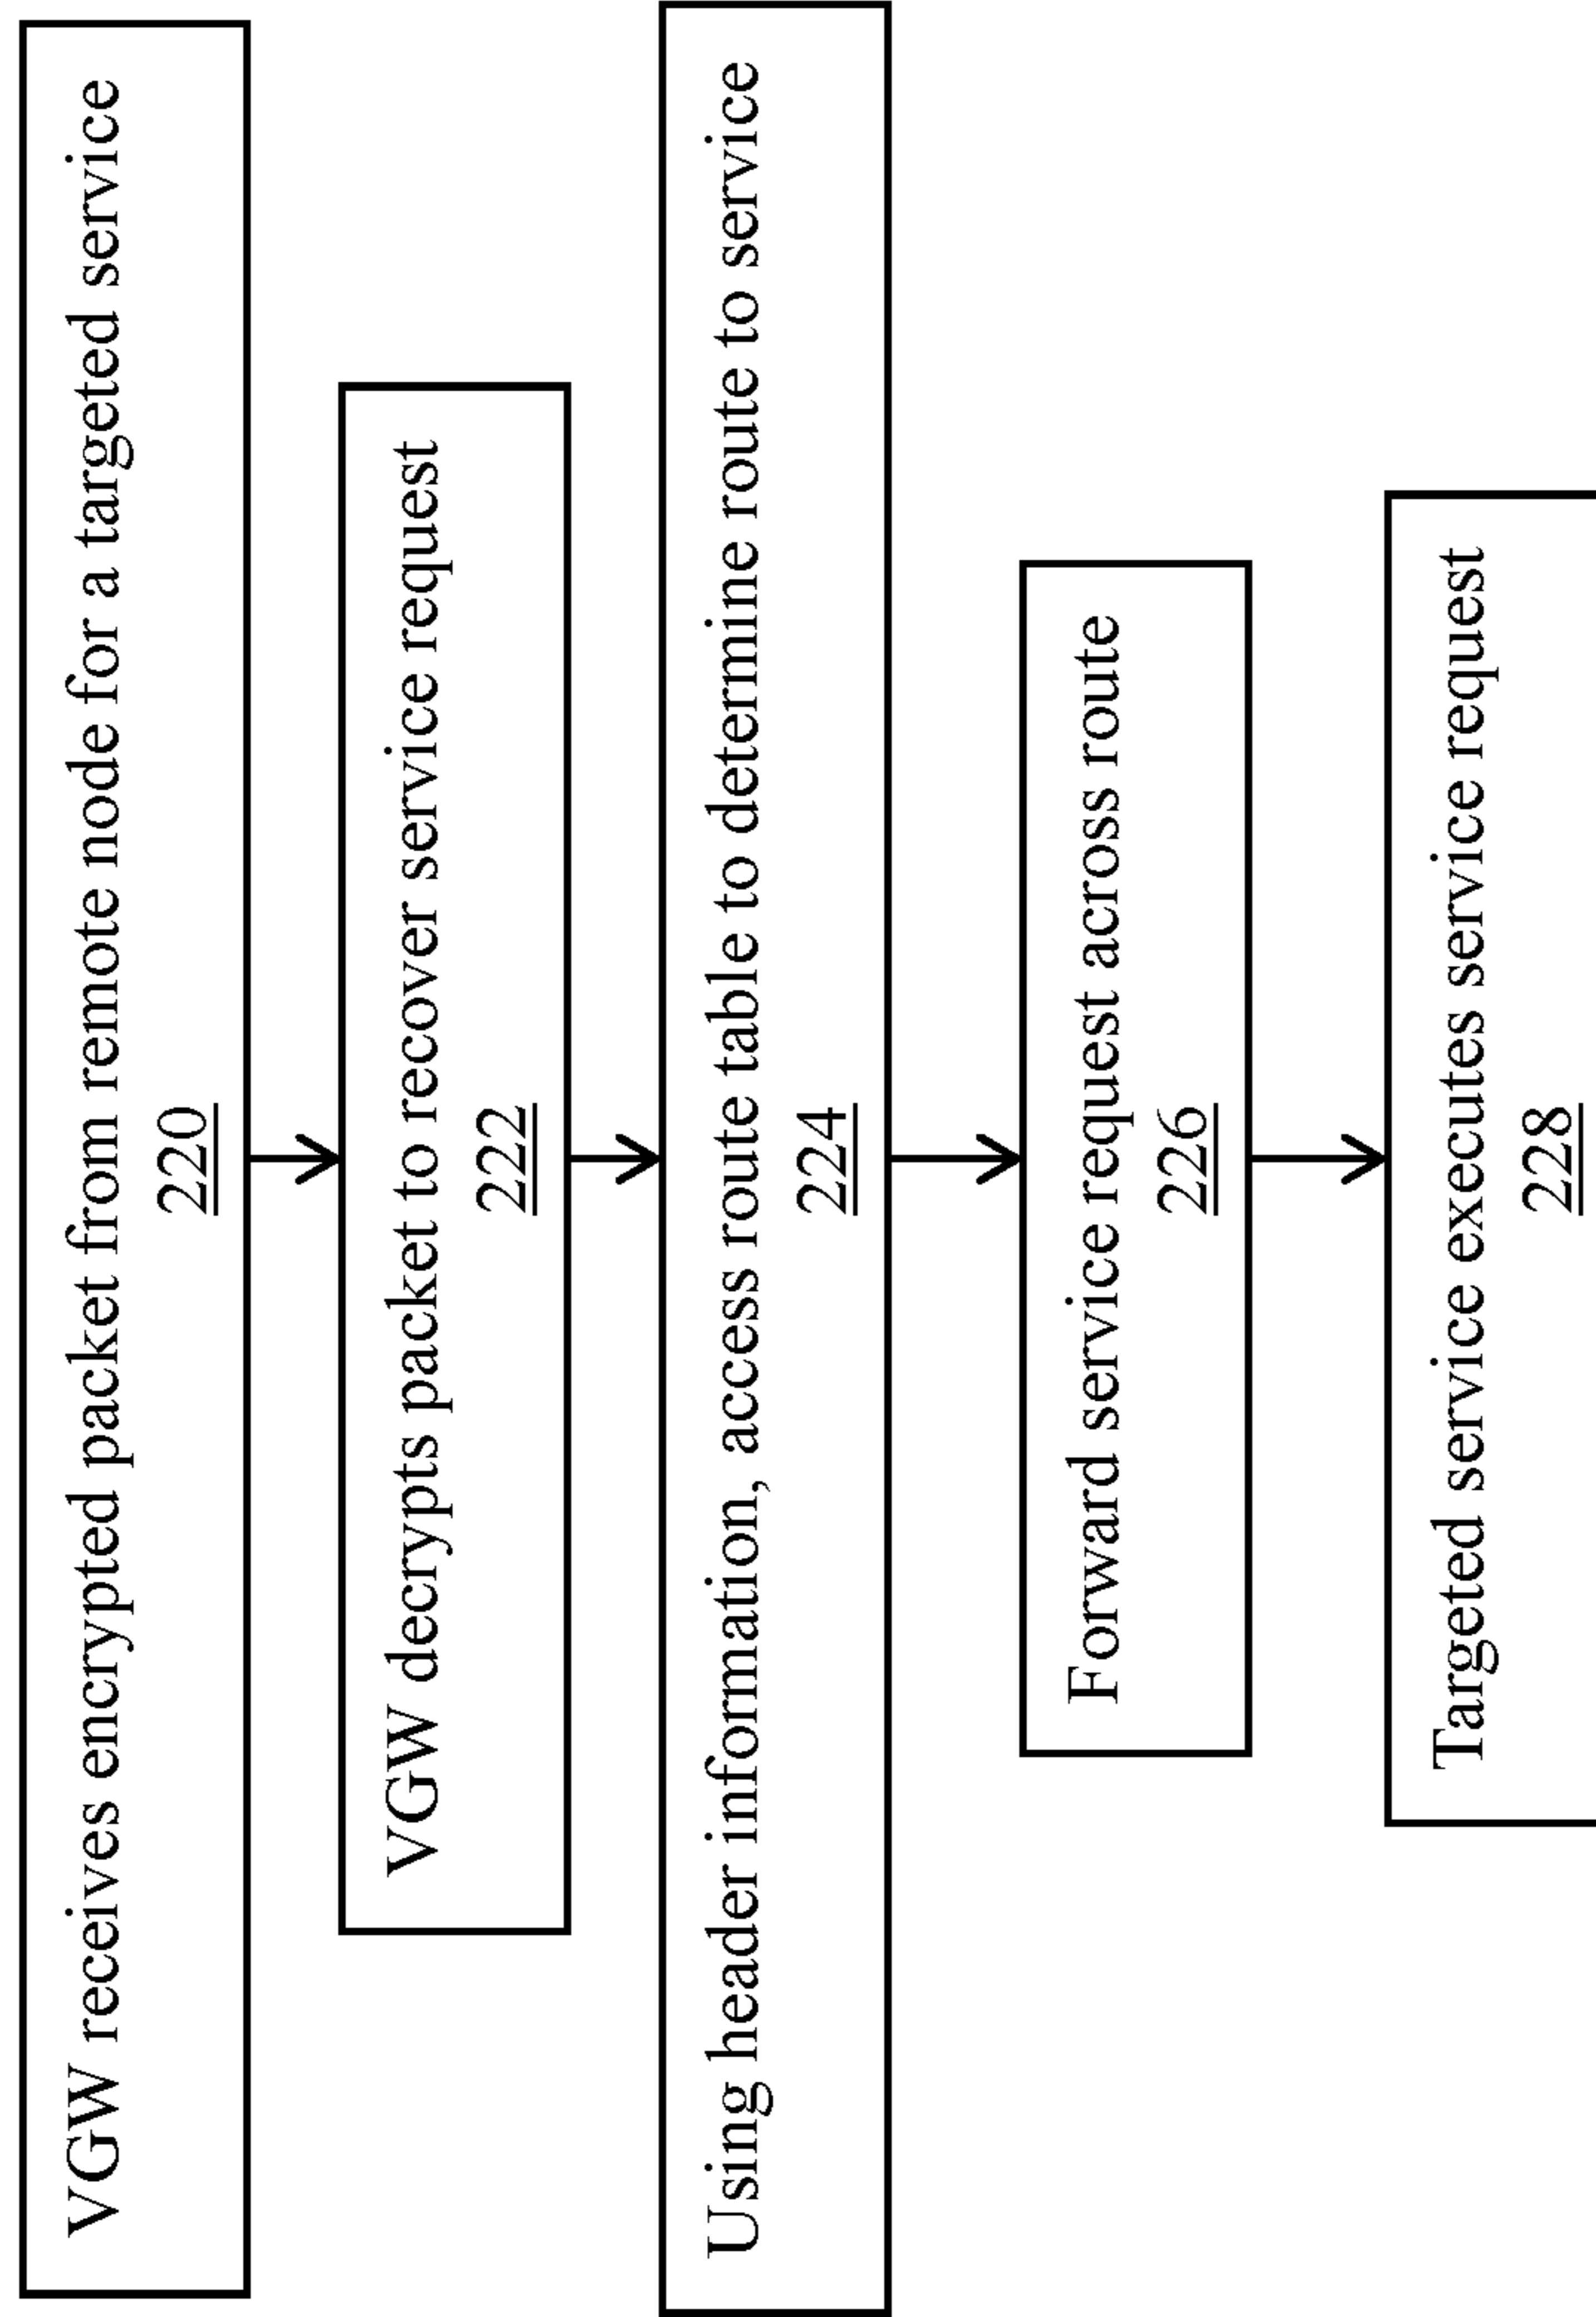 VGW receives encrypted packet from remote node for a targeted service
220
VGW decrypts packet to recover service request
222
Using header information, access route table to determine route to service
224
Forward service request across route
226
Targeted service executes service request
228